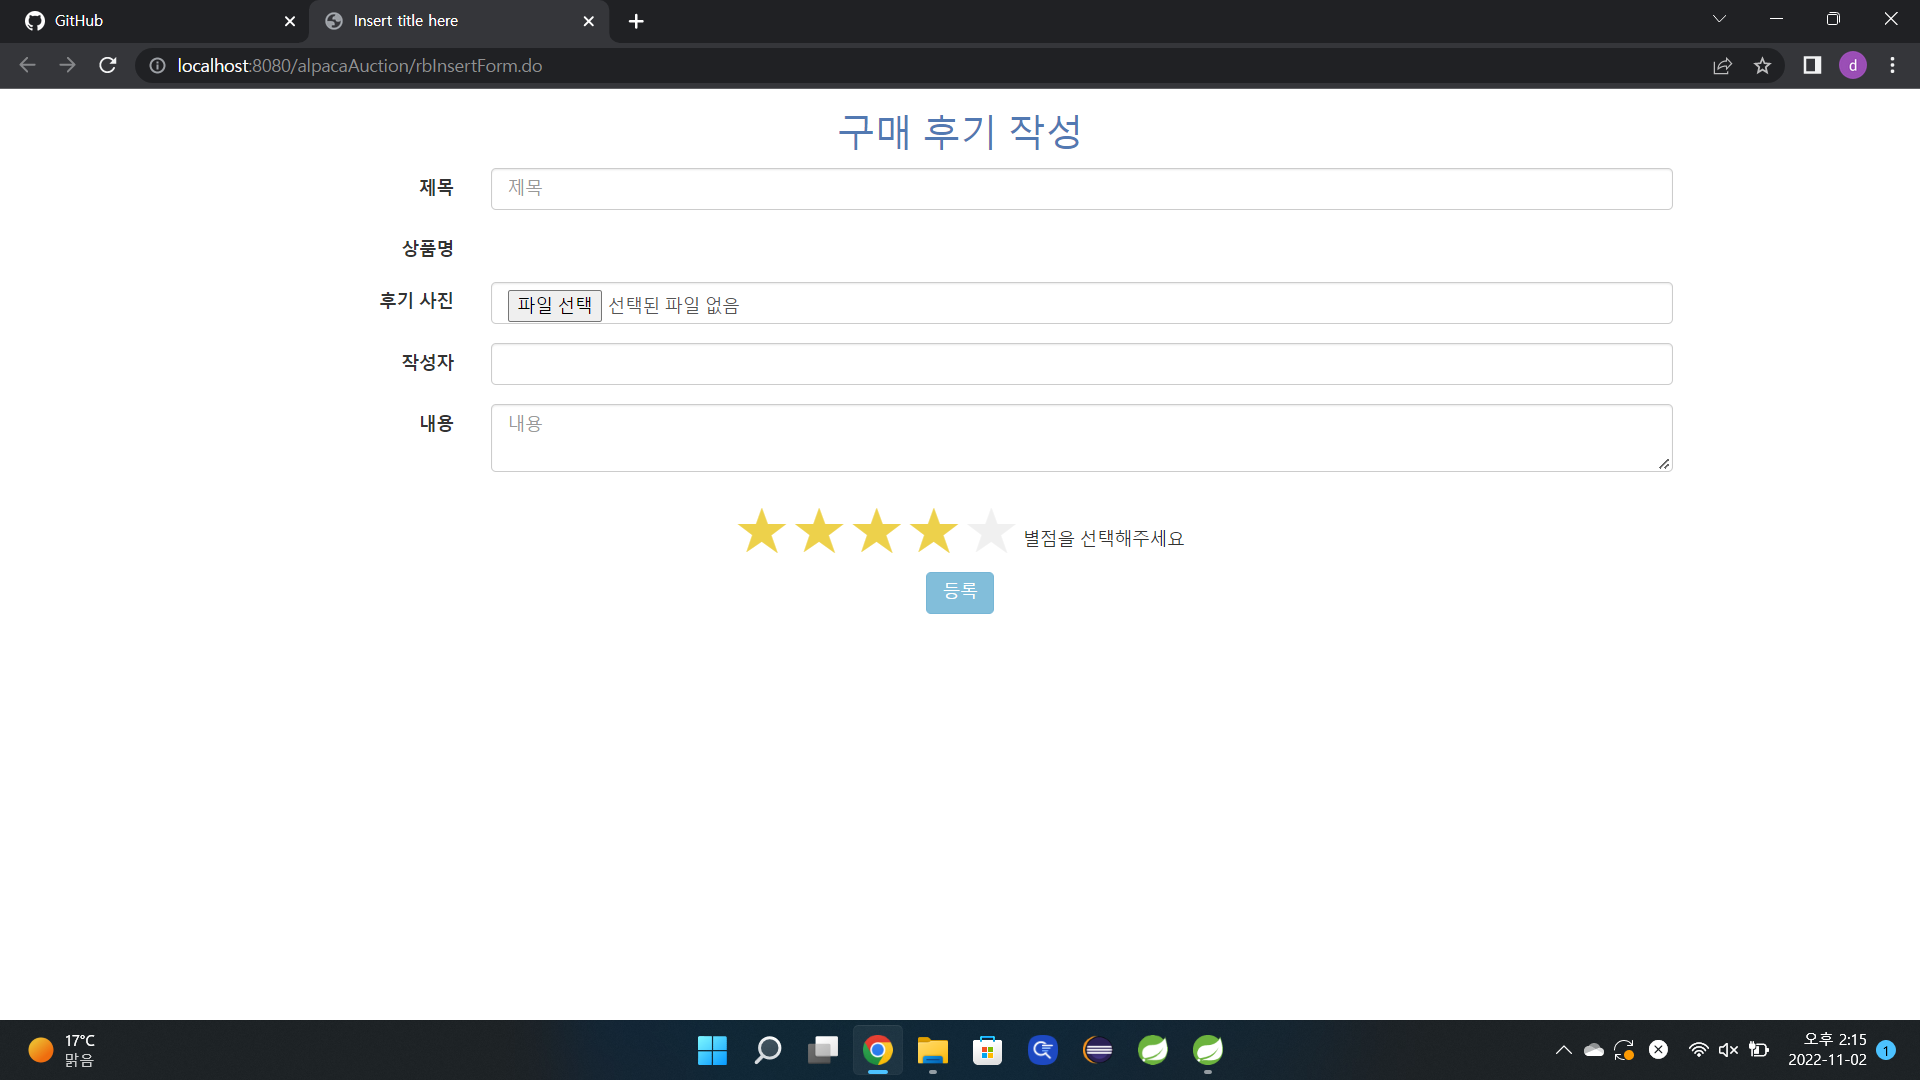 GitHub
Insert title here
localhost:8080/alpacaAuction/rbInsertForm.do
d
구매 후기 작성
제목
제목
상품명
후기 사진
파일 선택 선택된 파일 없음
작성자
내용
내용
별점을 선택해주세요
등록
17°C
맑음
오후 2:15
2022-11-02
1